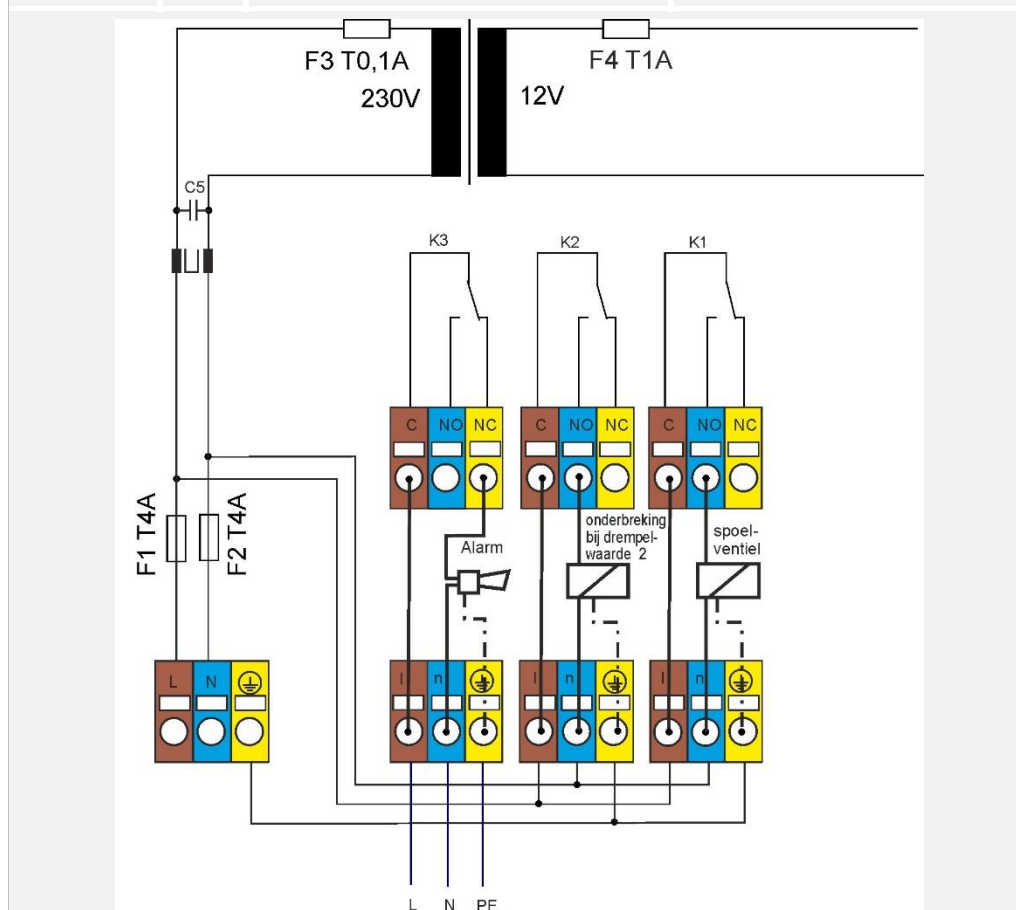 F3 T0,1A
F4 T1A
230V
12V
C5
K3
K2
K1
C NO NC
C NO NC
C NO NC
F1 T4A
F2 T4A
Alarm
onderbreking
bij drempel-
waarde 2
spoel-
ventiel
L N
l n
l n
l n
L N PE